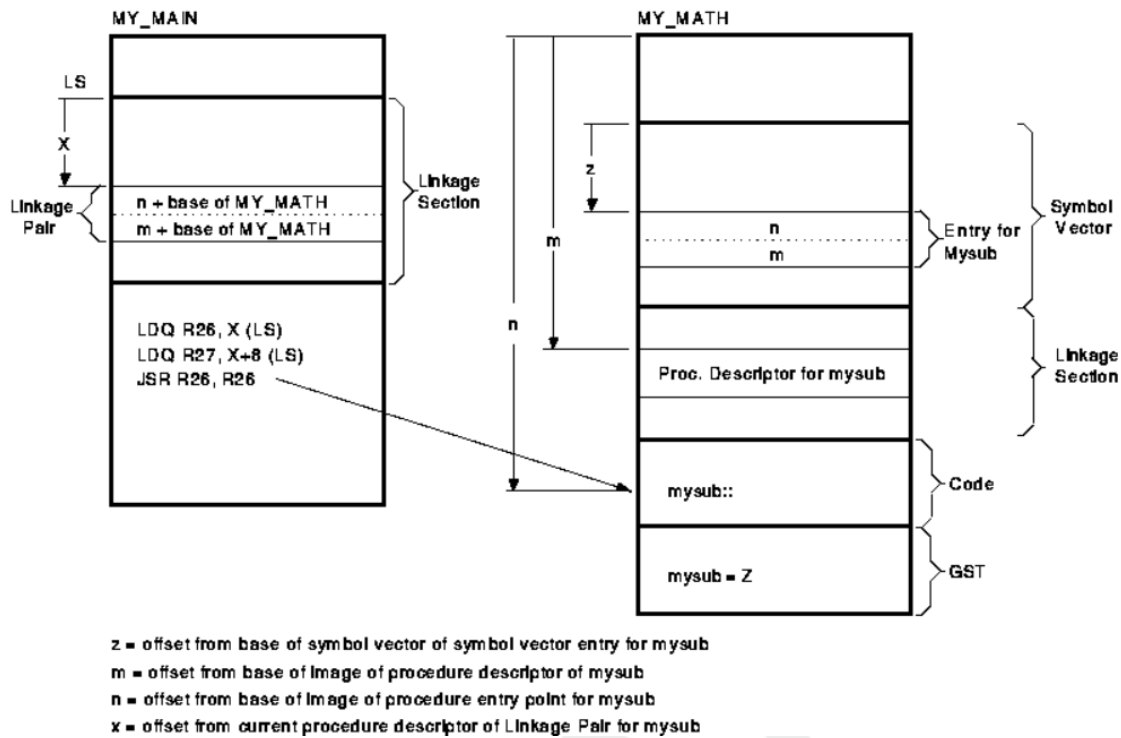 MY_MAIN
LS
X
Linkage
Pair
n + base of MY_MATH
m + base of MY_MATH
Linkage
Section
LDQ R26, X (LS)
LDQ R27, X+8 (LS)
JSR R26, R26
MY_MATH
z
m
n
n
m
Entry for
Mysub
Symbol
Vector
Proc. Descriptor for mysub
Linkage
Section
mysub::
Code
mysub = Z
GST
z = offset from base of symbol vector of symbol vector entry for mysub
m = offset from base of image of procedure descriptor of mysub
n = offset from base of image of procedure entry point for mysub
x = offset from current procedure descriptor of Linkage Pair for mysub